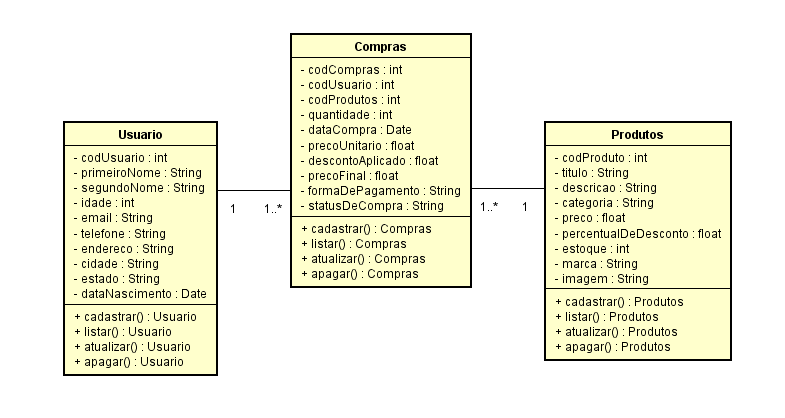 Compras
- codCompras : int
- codUsuario : int
- codProdutos : int
- quantidade : int
- dataCompra : Date
- precoUnitario : float
- descontoAplicado : float
- precoFinal : float
- formaDePagamento : String
- statusDeCompra : String
+ cadastrar() : Compras
+ listar() : Compras
+ atualizar() : Compras
+ apagar() : Compras
Usuario
- codUsuario : int
- primeiroNome : String
- segundoNome : String
- idade : int
- email : String
- telefone : String
- endereco : String
- cidade : String
- estado : String
- dataNascimento : Date
+ cadastrar() : Usuario
+ listar() : Usuario
+ atualizar() : Usuario
+ apagar() : Usuario
1 1..*
1..* 1
Produtos
- codProduto : int
- titulo : String
- descricao : String
- categoria : String
- preco : float
- percentualDeDesconto : float
- estoque : int
- marca : String
- imagem : String
+ cadastrar() : Produtos
+ listar() : Produtos
+ atualizar() : Produtos
+ apagar() : Produtos